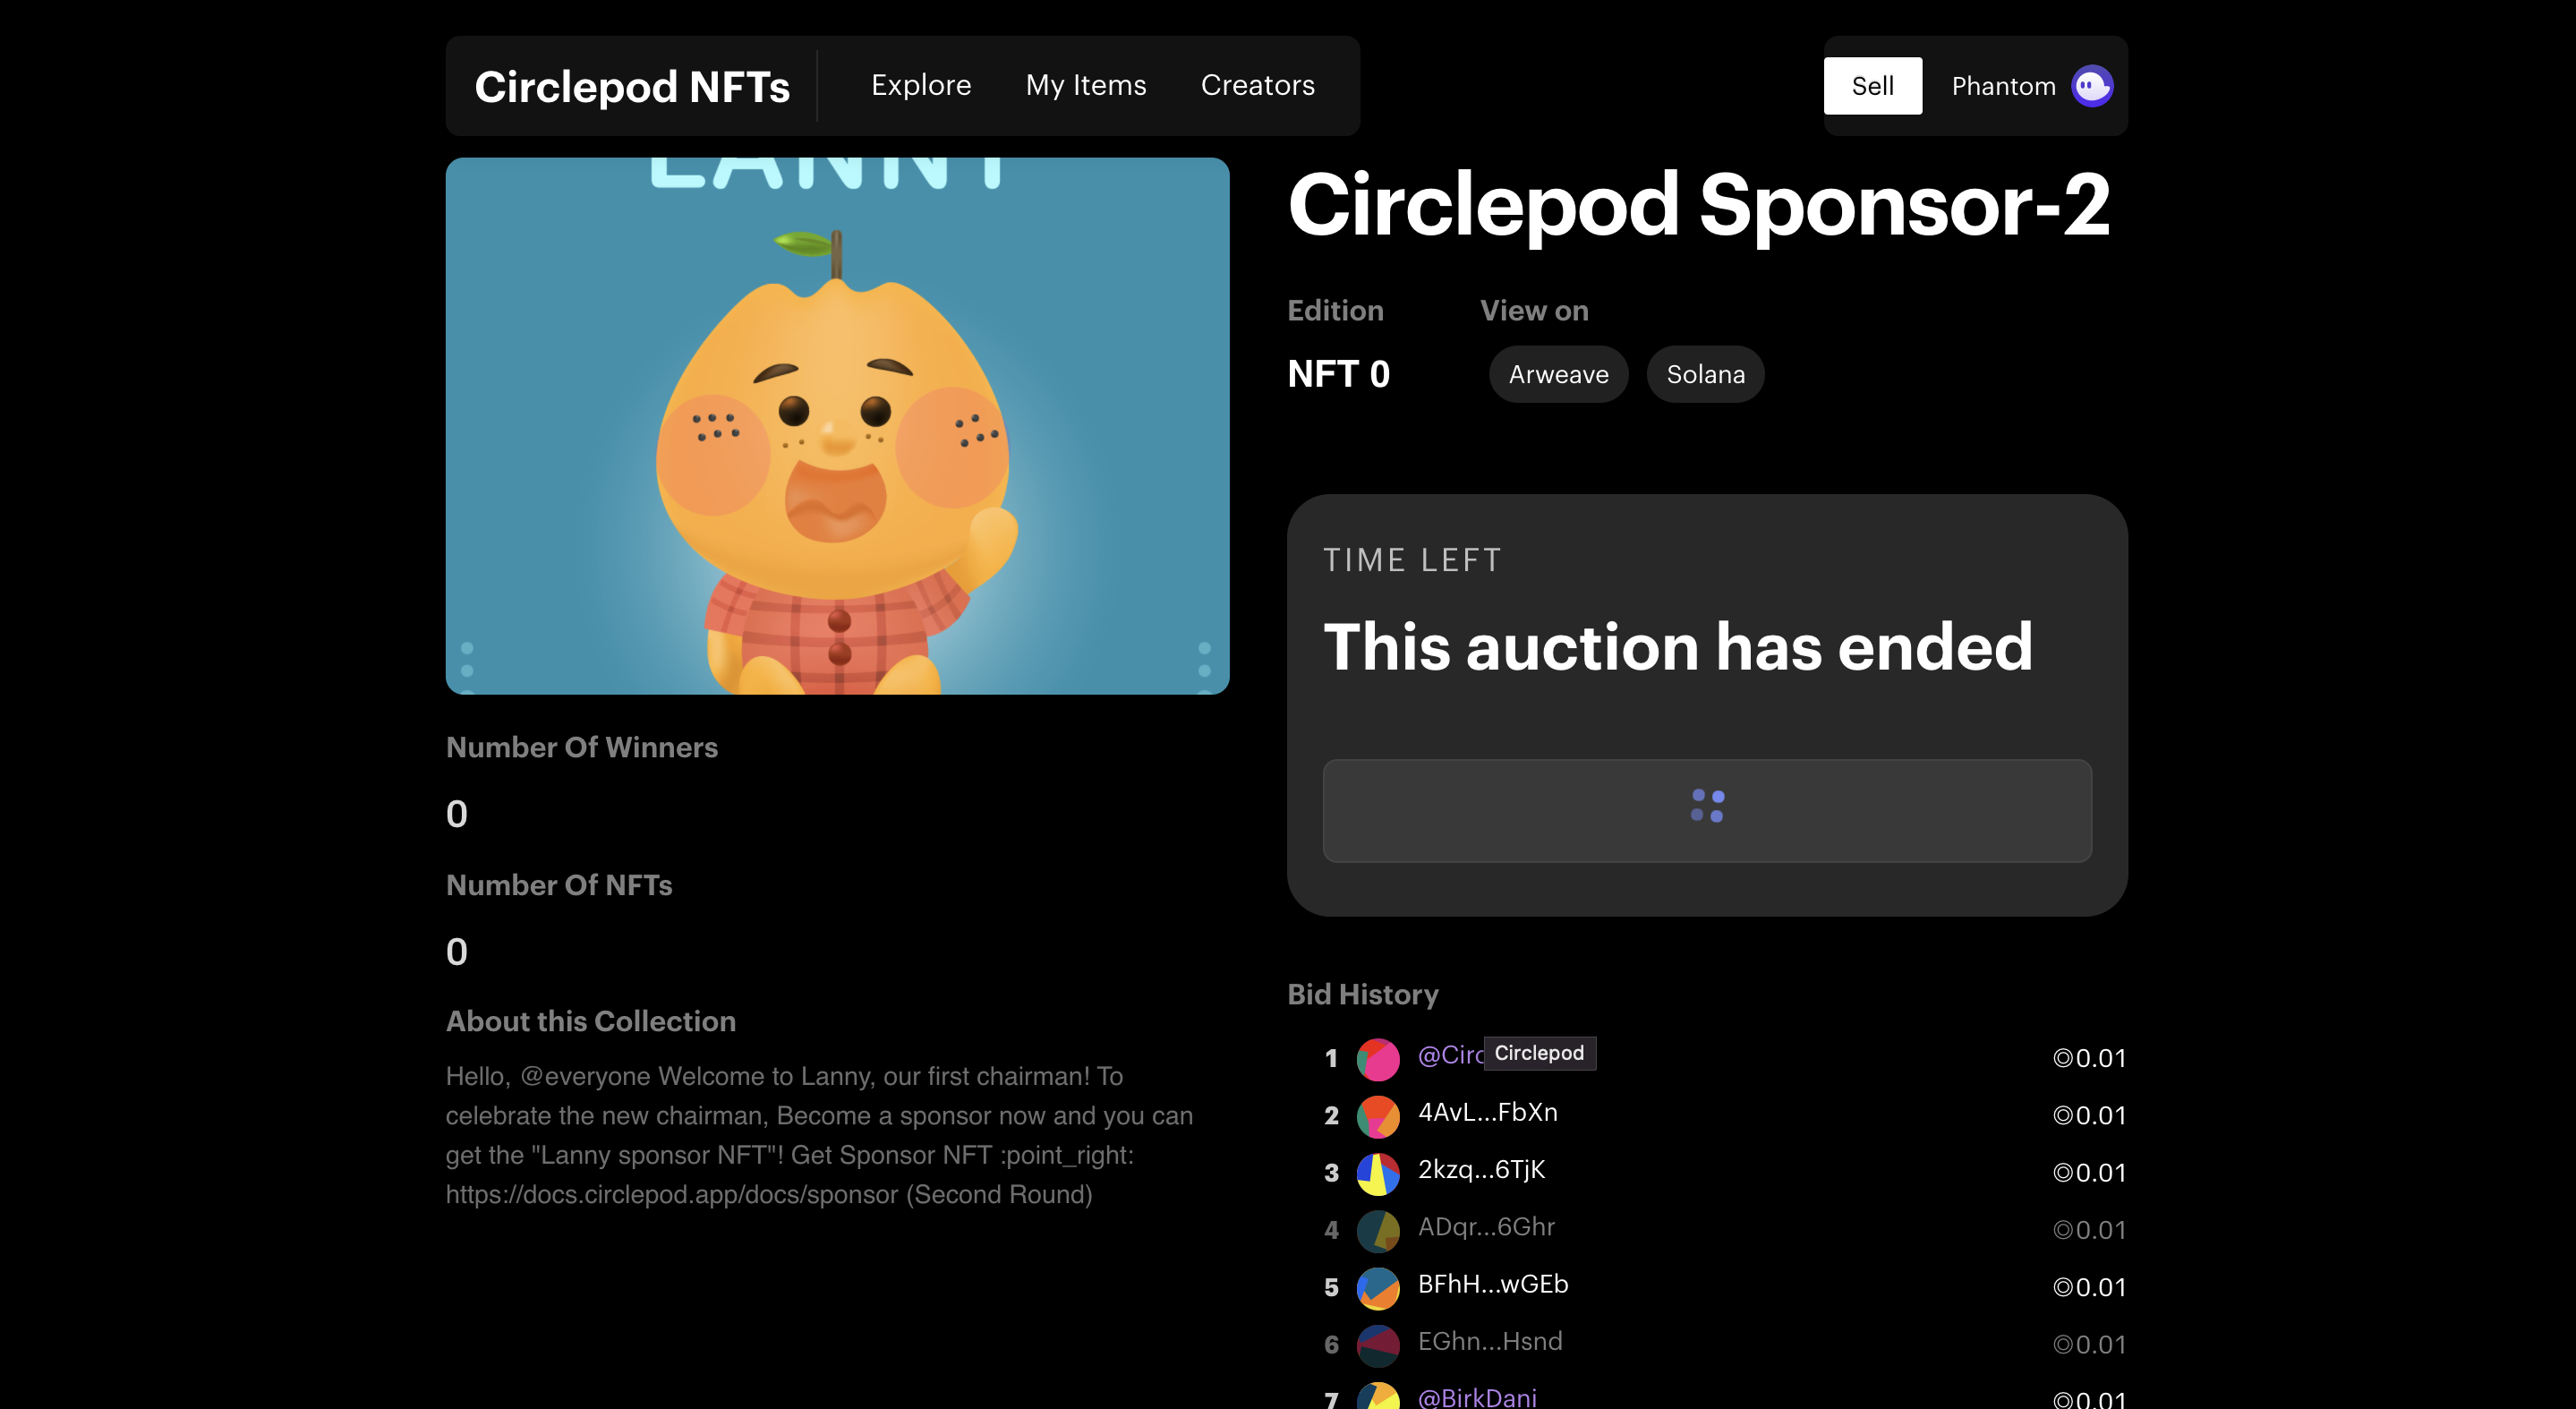 Circlepod NFTs
Explore
My Items
Creators
Sell
Phantom
LANNY
Number Of Winners
0
Number Of NFTs
0
About this Collection
Hello, @everyone Welcome to Lanny, our first chairman! To
celebrate the new chairman, Become a sponsor now and you can
get the "Lanny sponsor NFT"! Get Sponsor NFT :point_right:
https://docs.circlepod.app/docs/sponsor (Second Round)
Circlepod Sponsor-2
Edition
View on
NFT 0
Arweave
Solana
TIME LEFT
This auction has ended
Bid History
1 @Circ Circlepod ◎0.01
2 4AvL...FbXn ◎0.01
3 2kzq...6TjK ◎0.01
4 ADqr...6Ghr ◎0.01
5 BFhH...wGEb ◎0.01
6 EGhn...Hsnd ◎0.01
7 @BirkDani ◎0.01